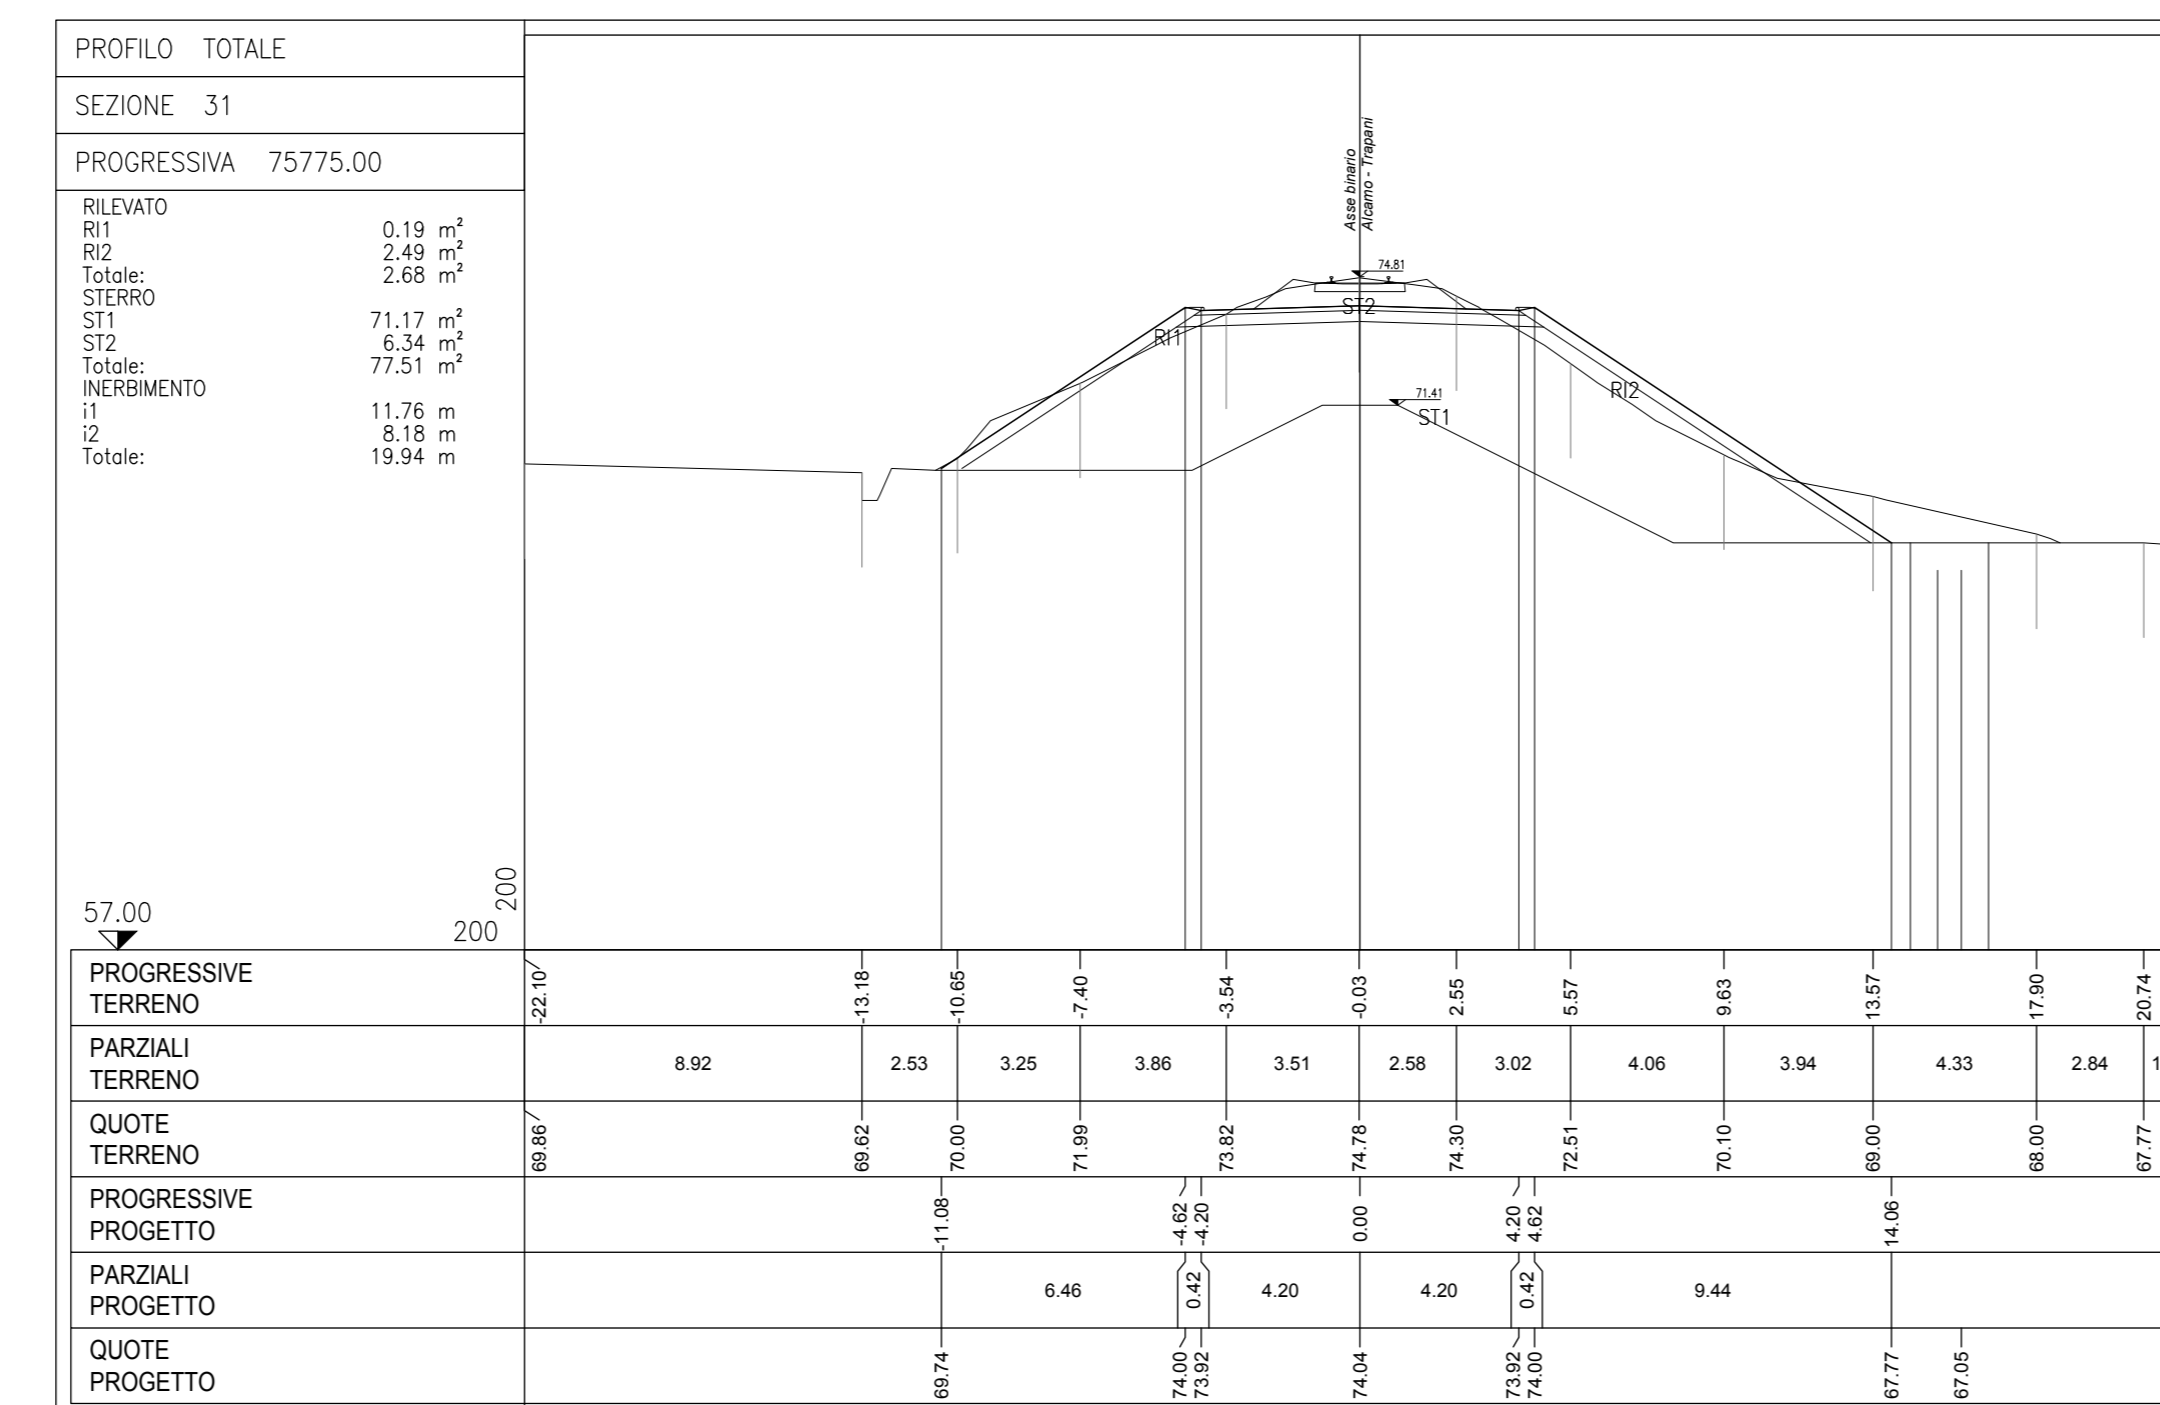 PROFILO TOTALE
SEZIONE 31
PROGRESSIVA 75775.00
RILEVATO
RI1 0.19 m²
RI2 2.49 m²
Totale: 2.68 m²
STERRO
ST1 71.17 m²
ST2 6.34 m²
Totale: 77.51 m²
INERBIMENTO
i1 11.76 m
i2 8.18 m
Totale: 19.94 m
57.00
200
200
Asse binario
Alcamo - Trapani
74.81
ST2
RI1
RI2
71.41
ST1
PROGRESSIVE
TERRENO
-22.10 -13.18 -10.65 -7.40 -3.54 -0.03 2.55 5.57 9.63 13.57 17.90 20.74
PARZIALI
TERRENO
8.92 2.53 3.25 3.86 3.51 2.58 3.02 4.06 3.94 4.33 2.84 1
QUOTE
TERRENO
69.86 69.62 70.00 71.99 73.82 74.78 74.30 72.51 70.10 69.00 68.00 67.77
PROGRESSIVE
PROGETTO
-11.08 -4.62 -4.20 0.00 4.20 4.62 14.06
PARZIALI
PROGETTO
6.46 0.42 4.20 4.20 0.42 9.44
QUOTE
PROGETTO
69.74 74.00 73.92 74.04 73.92 74.00 67.77 67.05